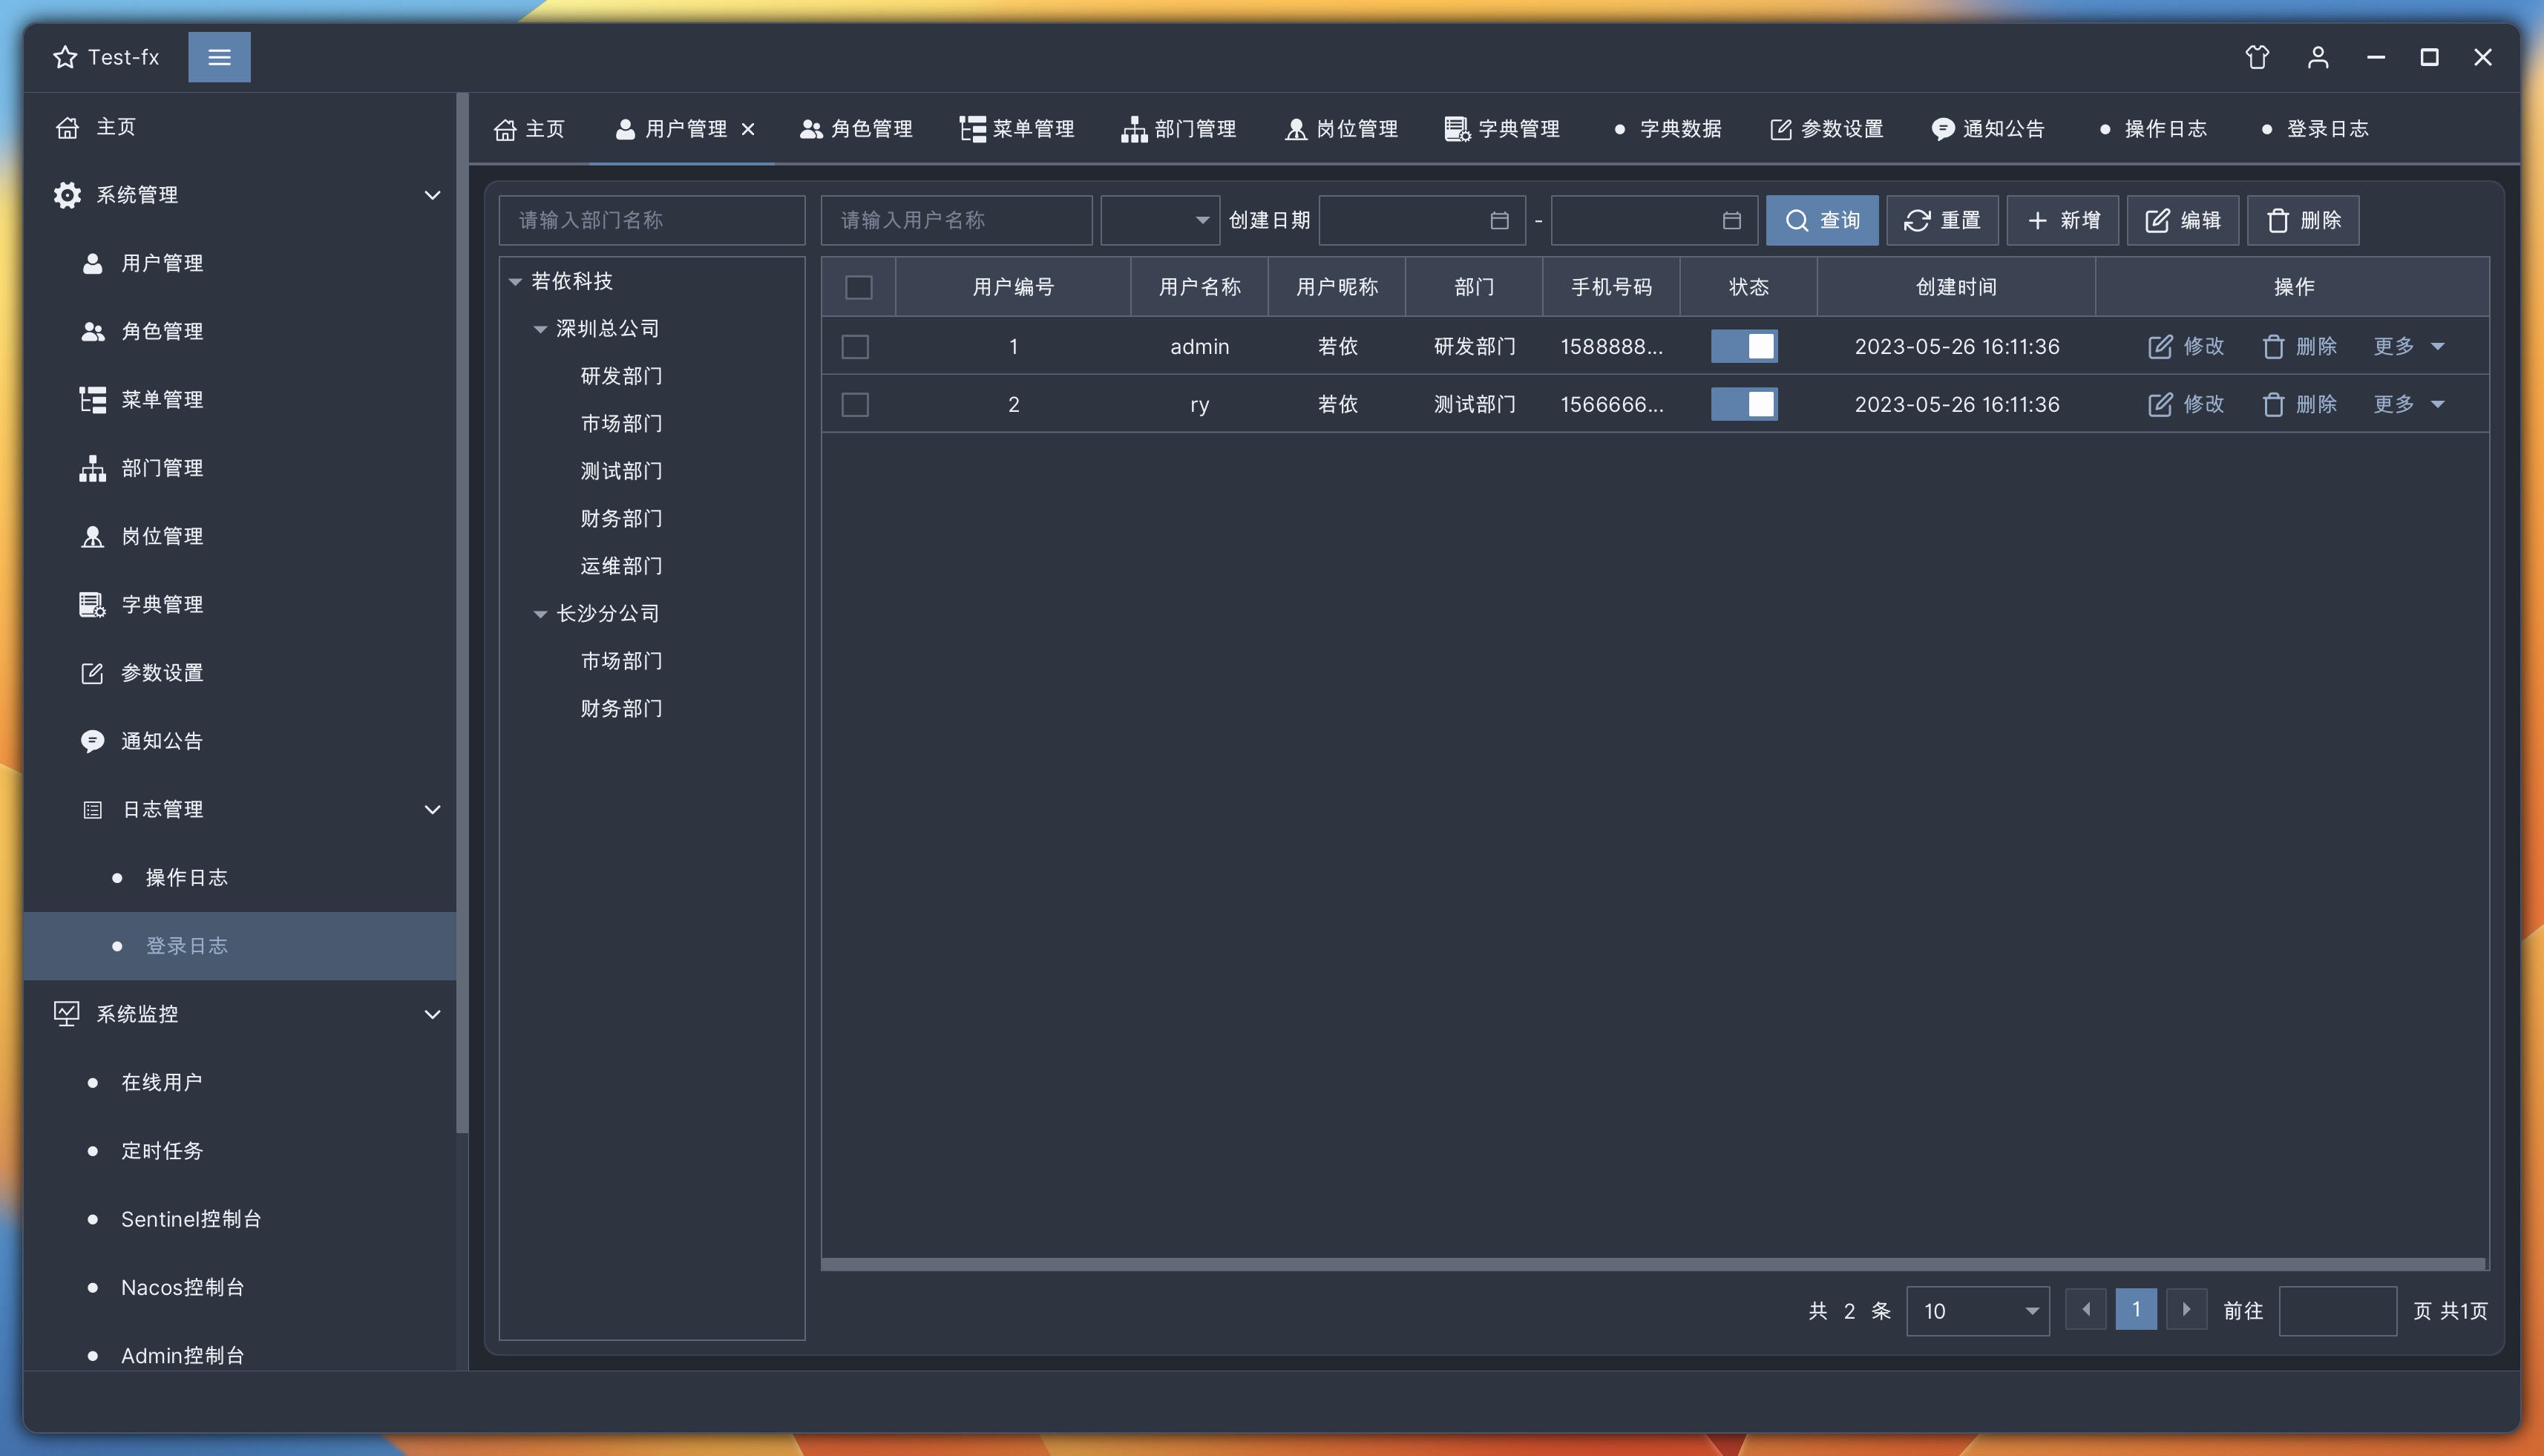 Test-fx
主页
系统管理
用户管理
角色管理
菜单管理
部门管理
岗位管理
字典管理
参数设置
通知公告
日志管理
操作日志
登录日志
系统监控
在线用户
定时任务
Sentinel控制台
Nacos控制台
Admin控制台
主页 用户管理 角色管理 菜单管理 部门管理 岗位管理 字典管理 字典数据 参数设置 通知公告 操作日志 登录日志
请输入部门名称 请输入用户名称 创建日期 - 查询 重置 新增 编辑 删除
若依科技
深圳总公司
研发部门
市场部门
测试部门
财务部门
运维部门
长沙分公司
市场部门
财务部门
用户编号 用户名称 用户昵称 部门 手机号码 状态 创建时间 操作
1 admin 若依 研发部门 1588888... 2023-05-26 16:11:36 修改 删除 更多
2 ry 若依 测试部门 1566666... 2023-05-26 16:11:36 修改 删除 更多
共 2 条 10 1 前往 页 共1页